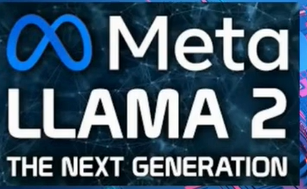 Meta
LLAMA 2
THE NEXT GENERATION